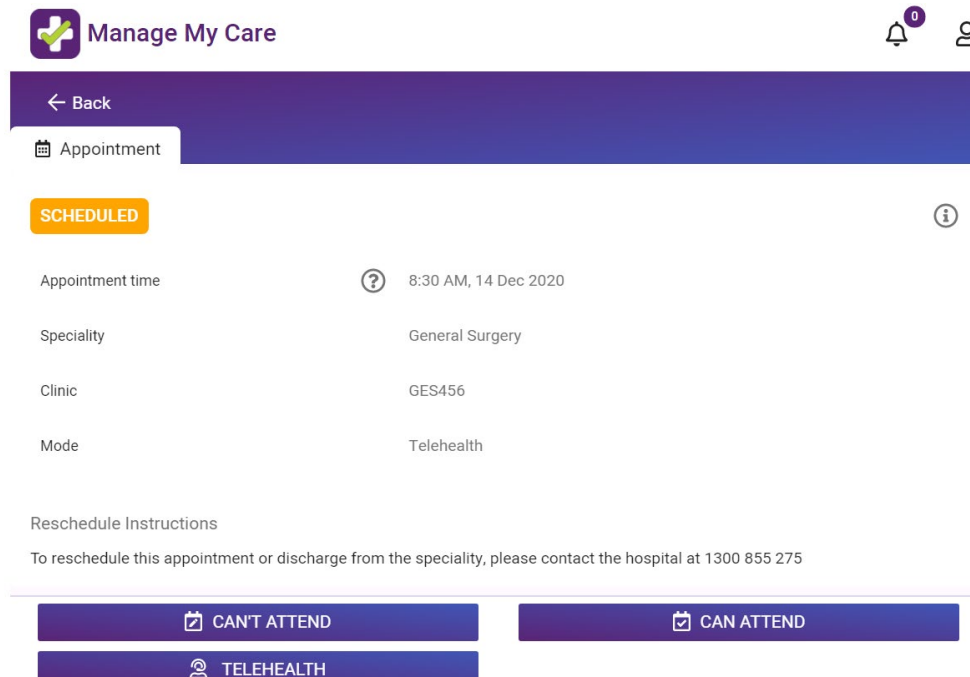 Manage My Care
0
Back
Appointment
SCHEDULED
Appointment time ? 8:30 AM, 14 Dec 2020
Speciality General Surgery
Clinic GES456
Mode Telehealth
Reschedule Instructions
To reschedule this appointment or discharge from the speciality, please contact the hospital at 1300 855 275
CAN'T ATTEND CAN ATTEND
TELEHEALTH